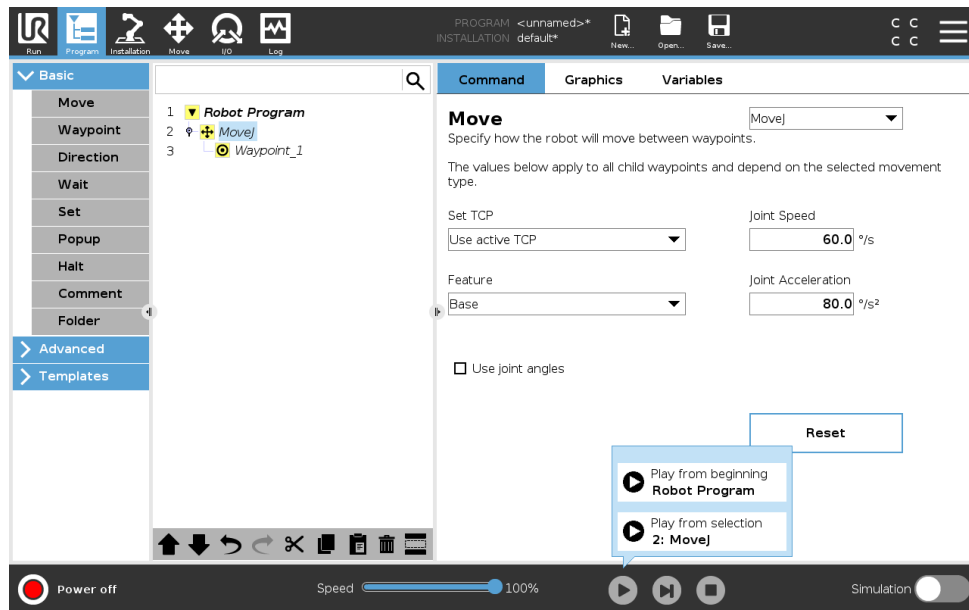 PROGRAM <unnamed>*
INSTALLATION default*
Run
Program
Installation
Move
I/O
Log
New...
Open...
Save...
C C
C C
Basic
Move
Waypoint
Direction
Wait
Set
Popup
Halt
Comment
Folder
Advanced
Templates
1 Robot Program
2 MoveJ
3 Waypoint_1
Command Graphics Variables
Move
MoveJ
Specify how the robot will move between waypoints.
The values below apply to all child waypoints and depend on the selected movement
type.
Set TCP
Joint Speed
Use active TCP
60.0 °/s
Feature
Joint Acceleration
Base
80.0 °/s²
Use joint angles
Reset
Play from beginning
Robot Program
Play from selection
2: MoveJ
Power off
Speed
100%
Simulation